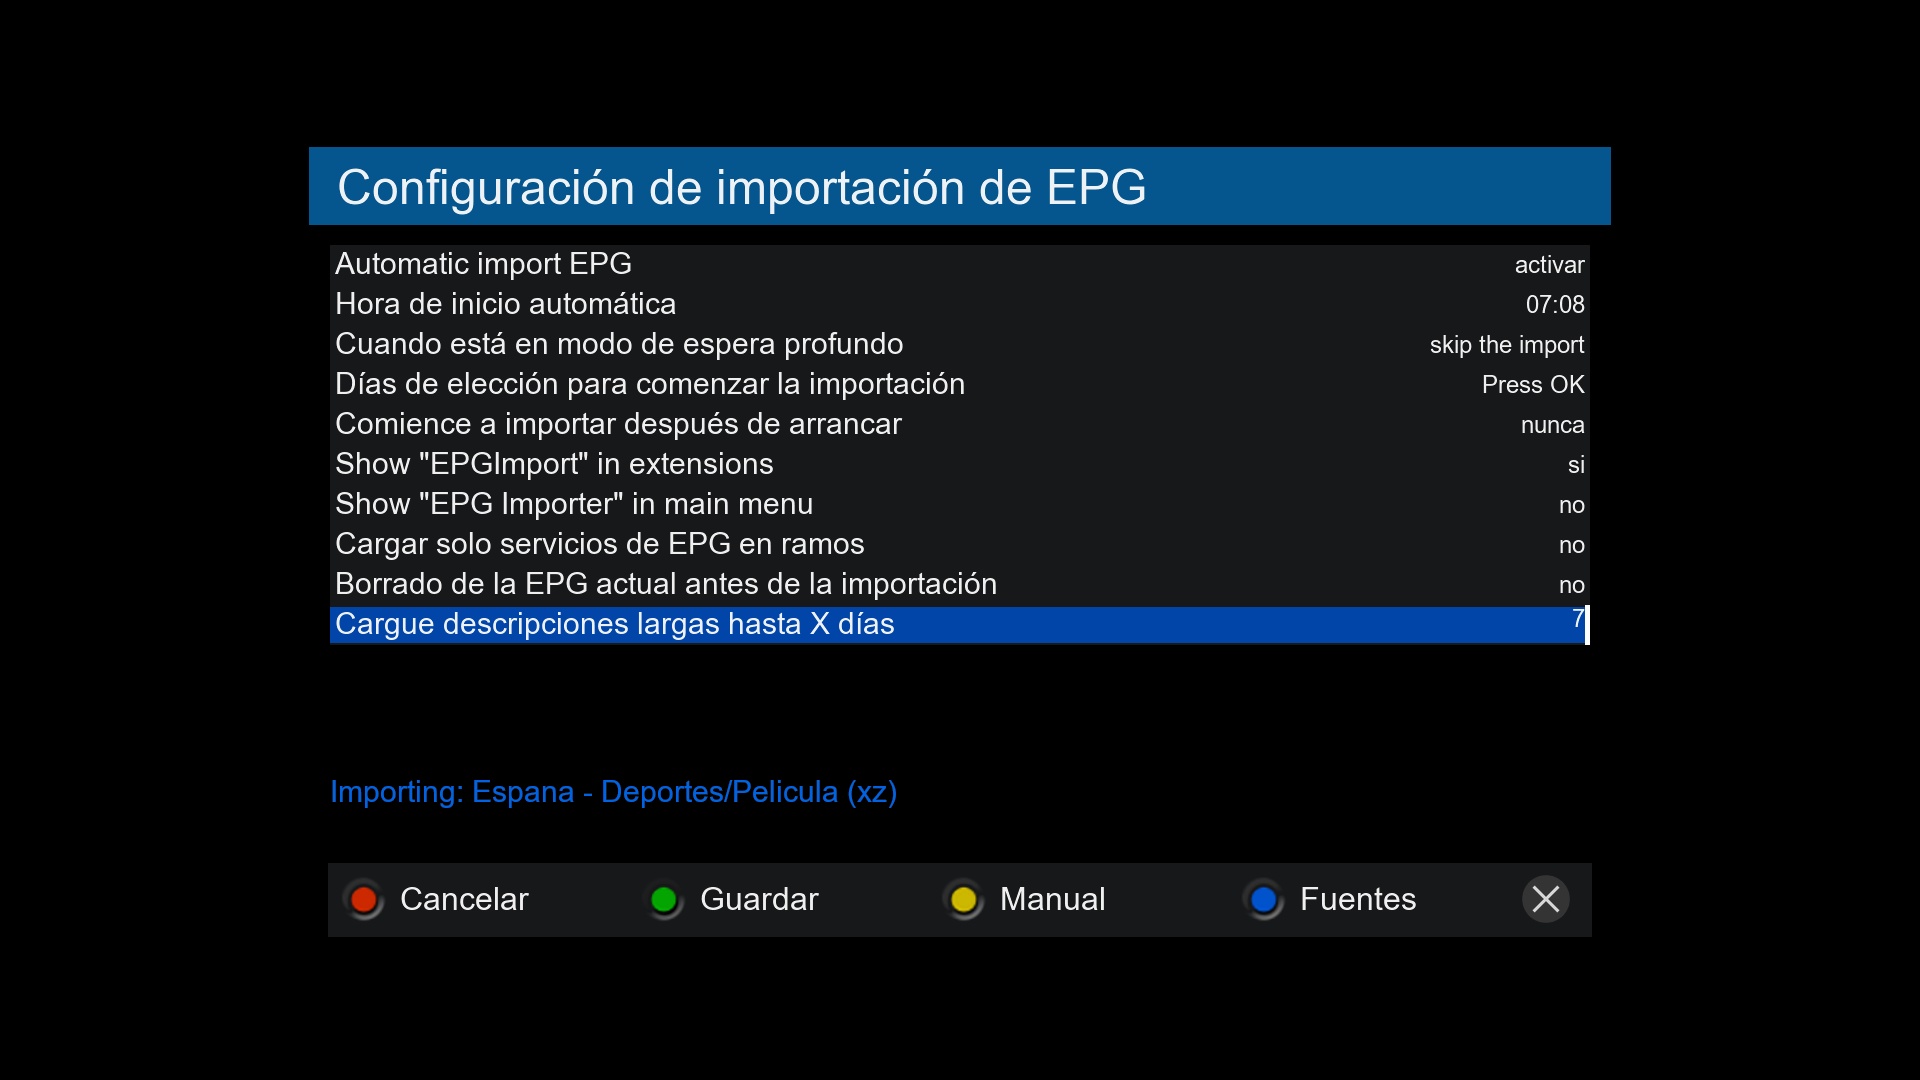 Configuración de importación de EPG
Automatic import EPG activar
Hora de inicio automática 07:08
Cuando está en modo de espera profundo skip the import
Días de elección para comenzar la importación Press OK
Comience a importar después de arrancar nunca
Show "EPGImport" in extensions si
Show "EPG Importer" in main menu no
Cargar solo servicios de EPG en ramos no
Borrado de la EPG actual antes de la importación no
Cargue descripciones largas hasta X días 7
Importing: Espana - Deportes/Pelicula (xz)
Cancelar Guardar Manual Fuentes